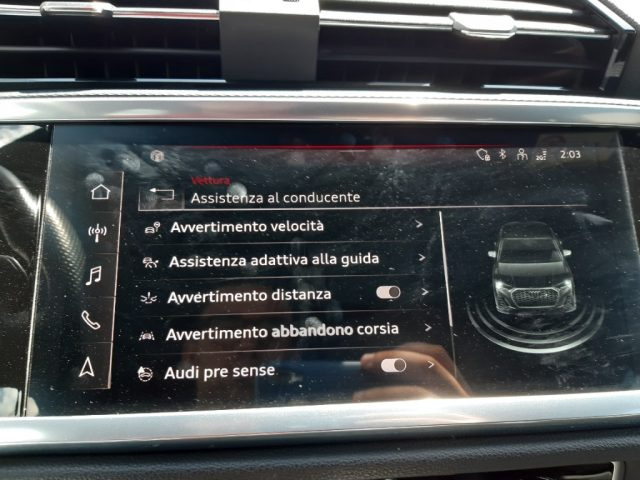 2:03
Vettura
Assistenza al conducente
Avvertimento velocità
Assistenza adattiva alla guida
Avvertimento distanza
Avvertimento abbandono corsia
Audi pre sense